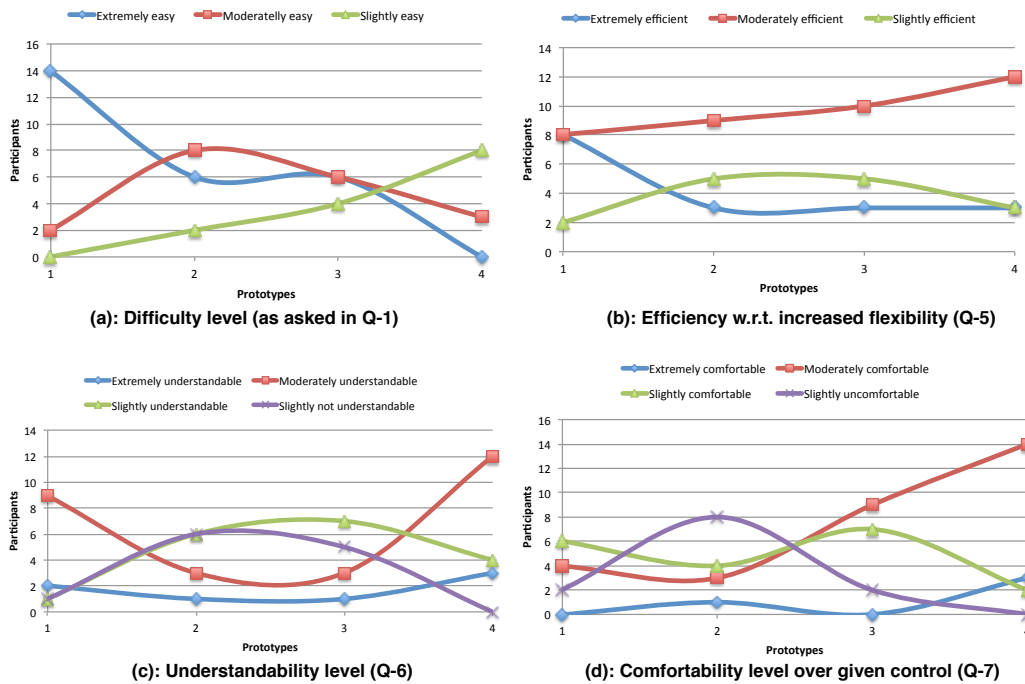 Extremely easy Moderatelly easy Slightly easy
16
14
12
10
8
6
4
2
0
Participants
1 2 3 4
Prototypes
(a): Difficulty level (as asked in Q-1)
Extremely efficient Moderately efficient Slightly efficient
14
12
10
8
6
4
2
0
Participants
1 2 3 4
Prototypes
(b): Efficiency w.r.t. increased flexibility (Q-5)
Extremely understandable Moderately understandable
Slightly understandable Slightly not understandable
14
12
10
8
6
4
2
0
Participants
1 2 3 4
Prototypes
(c): Understandability level (Q-6)
Extremely comfortable Moderately comfortable
Slightly comfortable Slightly uncomfortable
16
14
12
10
8
6
4
2
0
Participants
1 2 3 4
Prototypes
(d): Comfortability level over given control (Q-7)